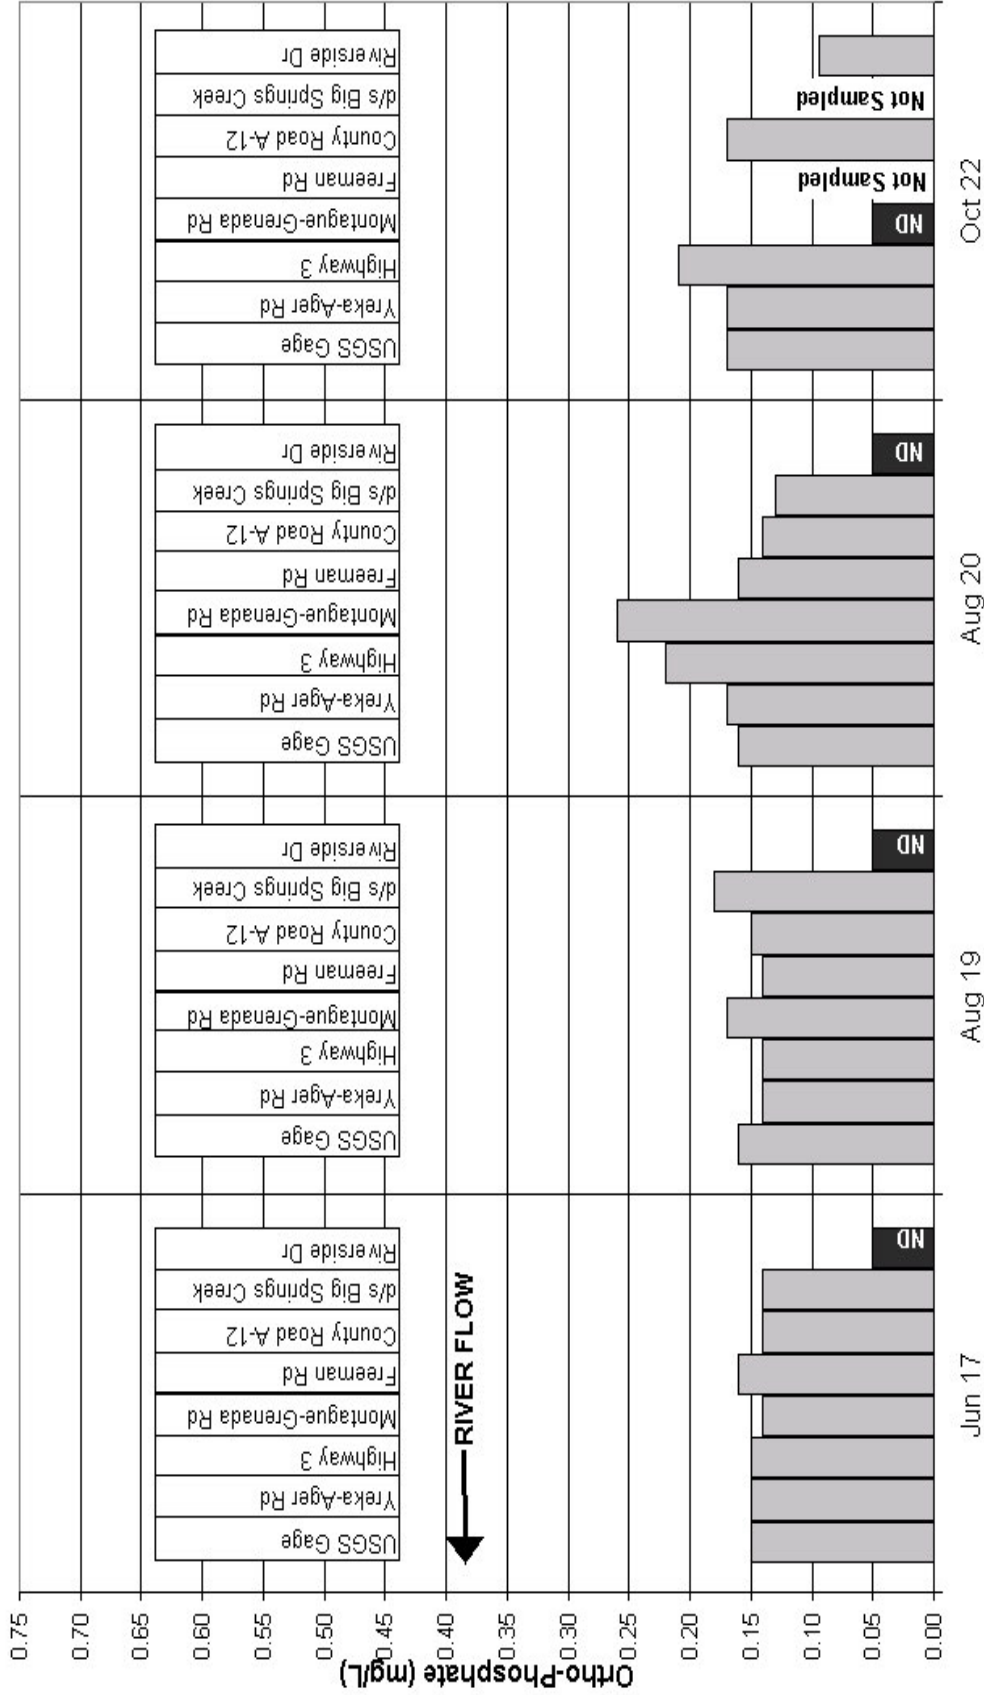 Ortho-Phosphate (mg/L)
0.75
0.70
0.65
0.60
0.55
0.50
0.45
0.40
0.35
0.30
0.25
0.20
0.15
0.10
0.05
0.00
USGS Gage
Yreka-Ager Rd
Highway 3
Montague-Grenada Rd
Freeman Rd
County Road A-12
d/s Big Springs Creek
Riverside Dr
RIVER FLOW
ND
Jun 17
USGS Gage
Yreka-Ager Rd
Highway 3
Montague-Grenada Rd
Freeman Rd
County Road A-12
d/s Big Springs Creek
Riverside Dr
ND
Aug 19
USGS Gage
Yreka-Ager Rd
Highway 3
Montague-Grenada Rd
Freeman Rd
County Road A-12
d/s Big Springs Creek
Riverside Dr
ND
Aug 20
USGS Gage
Yreka-Ager Rd
Highway 3
Montague-Grenada Rd
Freeman Rd
County Road A-12
d/s Big Springs Creek
Riverside Dr
ND
Not Sampled
Not Sampled
Oct 22